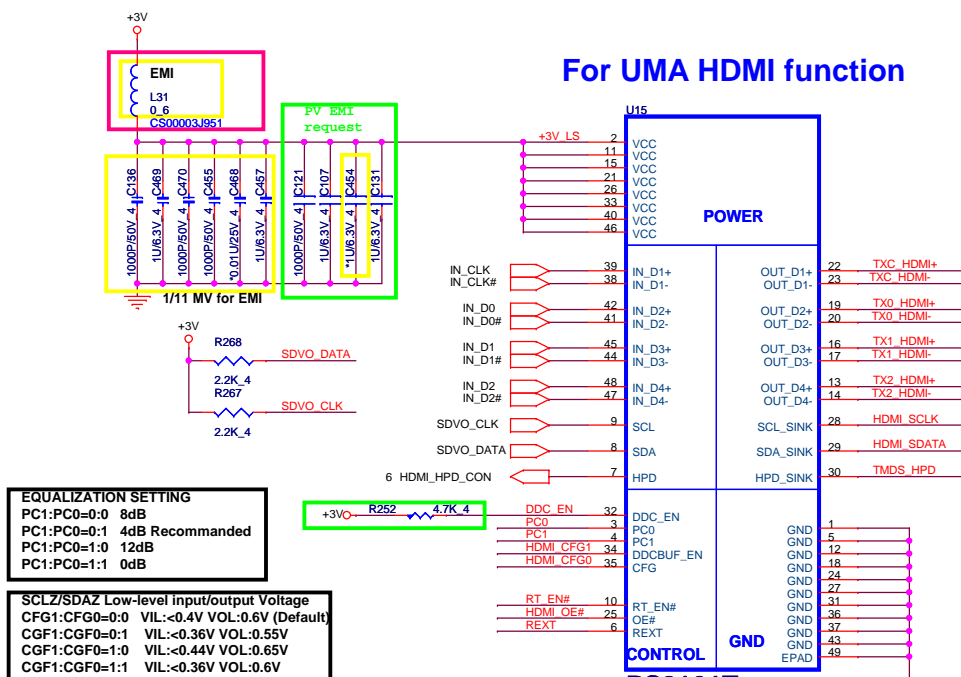 +3V
EMI
L31
0_6
CS00003J951
For UMA HDMI function
PV EMI
request
U15
+3V_LS
2 VCC
11 VCC
15 VCC
21 VCC
26 VCC
33 VCC
40 VCC
46 VCC
POWER
1000P/50V_4 C136
1U/6.3V_4 C469
1000P/50V_4 C470
1000P/50V_4 C455
*0.01U/25V_4 C468
1U/6.3V_4 C457
1000P/50V_4 C121
1U/6.3V_4 C107
*1U/6.3V_4 C454
1U/6.3V_4 C131
1/11 MV for EMI
IN_CLK 39 IN_D1+ OUT_D1+ 22 TXC_HDMI+
IN_CLK# 38 IN_D1- OUT_D1- 23 TXC_HDMI-
IN_D0 42 IN_D2+ OUT_D2+ 19 TX0_HDMI+
IN_D0# 41 IN_D2- OUT_D2- 20 TX0_HDMI-
IN_D1 45 IN_D3+ OUT_D3+ 16 TX1_HDMI+
IN_D1# 44 IN_D3- OUT_D3- 17 TX1_HDMI-
IN_D2 48 IN_D4+ OUT_D4+ 13 TX2_HDMI+
IN_D2# 47 IN_D4- OUT_D4- 14 TX2_HDMI-
SDVO_CLK 9 SCL SCL_SINK 28 HDMI_SCLK
SDVO_DATA 8 SDA SDA_SINK 29 HDMI_SDATA
6 HDMI_HPD_CON 7 HPD HPD_SINK 30 TMDS_HPD
+3V
R268
SDVO_DATA
2.2K_4
R267
SDVO_CLK
2.2K_4
+3V R252 4.7K_4 DDC_EN 32 DDC_EN
PC0 3 PC0
PC1 4 PC1
HDMI_CFG1 34 DDCBUF_EN
HDMI_CFG0 35 CFG
RT_EN# 10 RT_EN#
HDMI_OE# 25 OE#
REXT 6 REXT
GND 1
GND 5
GND 12
GND 18
GND 24
GND 27
GND 31
GND 36
GND 37
GND 43
EPAD 49
CONTROL
GND
EQUALIZATION SETTING
PC1:PC0=0:0 8dB
PC1:PC0=0:1 4dB Recommanded
PC1:PC0=1:0 12dB
PC1:PC0=1:1 0dB
SCLZ/SDAZ Low-level input/output Voltage
CFG1:CFG0=0:0 VIL:<0.4V VOL:0.6V (Default)
CGF1:CGF0=0:1 VIL:<0.36V VOL:0.55V
CGF1:CGF0=1:0 VIL:<0.44V VOL:0.65V
CGF1:CGF0=1:1 VIL:<0.36V VOL:0.6V